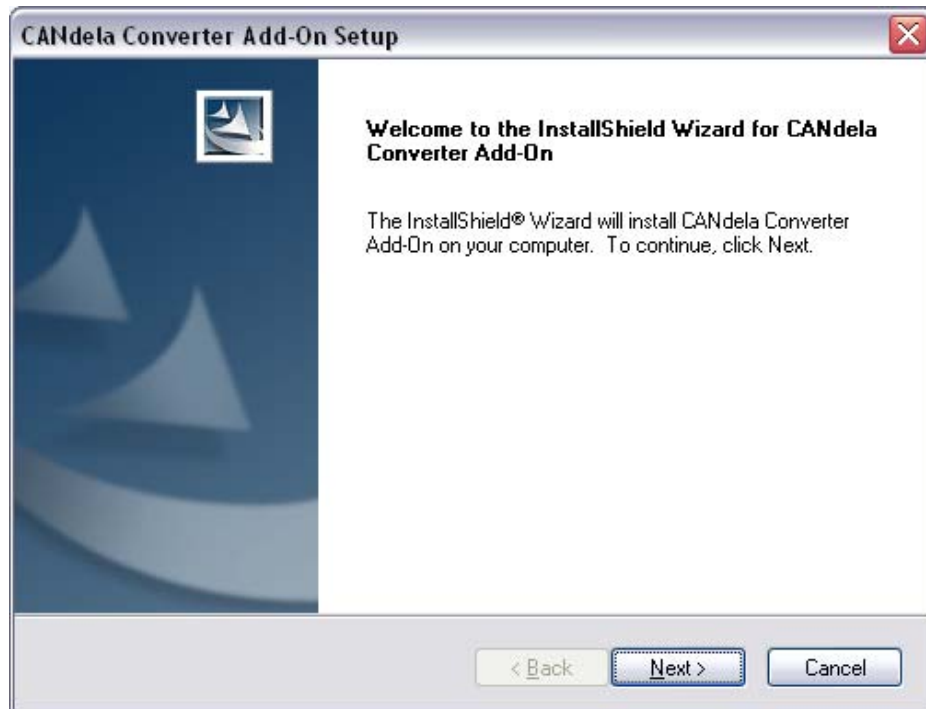 CANdela Converter Add-On Setup
Welcome to the InstallShield Wizard for CANdela
Converter Add-On
The InstallShield® Wizard will install CANdela Converter
Add-On on your computer.  To continue, click Next.
< Back
Next >
Cancel